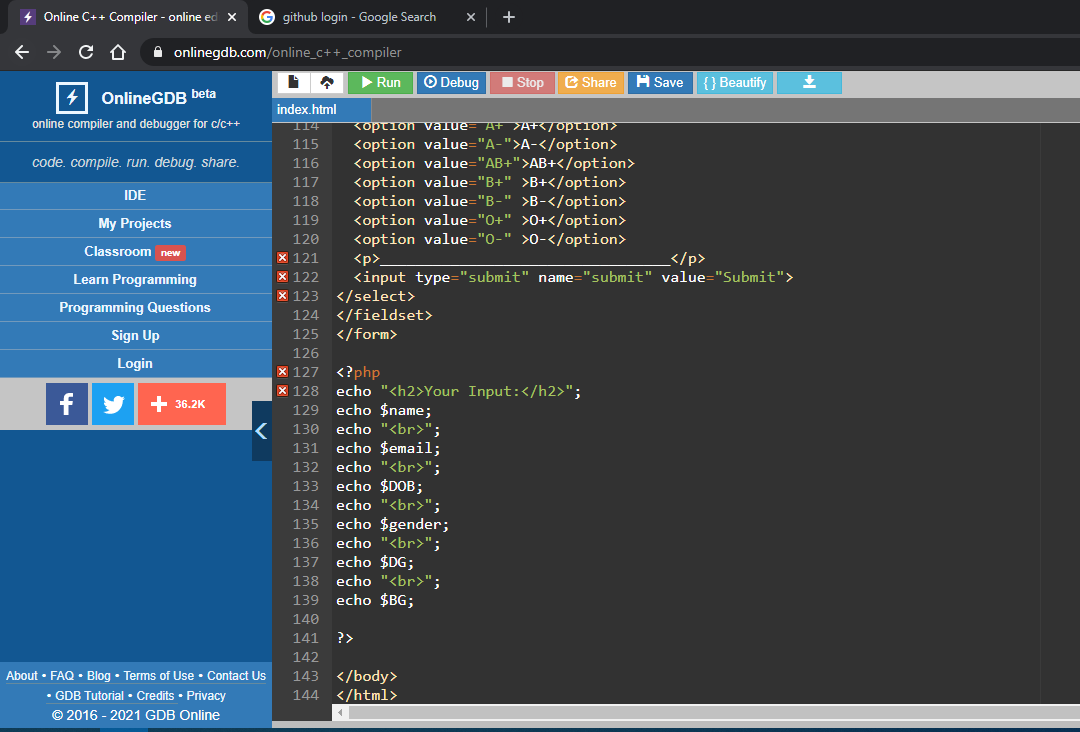 Online C++ Compiler - online ed
github login - Google Search
onlinegdb.com/online_c++_compiler
OnlineGDB beta
online compiler and debugger for c/c++
code. compile. run. debug. share.
IDE
My Projects
Classroom new
Learn Programming
Programming Questions
Sign Up
Login
36.2K
About • FAQ • Blog • Terms of Use • Contact Us
• GDB Tutorial • Credits • Privacy
© 2016 - 2021 GDB Online
Run Debug Stop Share Save { } Beautify
index.html
114 <option value="A+">A+</option>
115 <option value="A-">A-</option>
116 <option value="AB+">AB+</option>
117 <option value="B+" >B+</option>
118 <option value="B-" >B-</option>
119 <option value="O+" >O+</option>
120 <option value="O-" >O-</option>
121 <p>_________________________________</p>
122 <input type="submit" name="submit" value="Submit">
123 </select>
124 </fieldset>
125 </form>
126
127 <?php
128 echo "<h2>Your Input:</h2>";
129 echo $name;
130 echo "<br>";
131 echo $email;
132 echo "<br>";
133 echo $DOB;
134 echo "<br>";
135 echo $gender;
136 echo "<br>";
137 echo $DG;
138 echo "<br>";
139 echo $BG;
140
141 ?>
142
143 </body>
144 </html>